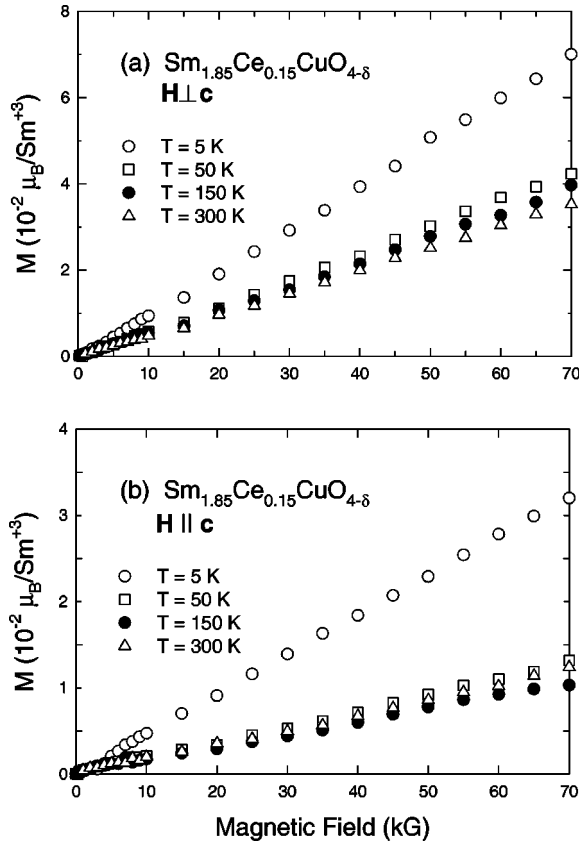 8
(a) Sm1.85Ce0.15CuO4-δ
H⊥c
6
T = 5 K
T = 50 K
4
T = 150 K
T = 300 K
M (10-2 μB/Sm+3)
2
0
0 10 20 30 40 50 60 70
4
(b) Sm1.85Ce0.15CuO4-δ
H || c
3
T = 5 K
T = 50 K
2
T = 150 K
T = 300 K
M (10-2 μB/Sm+3)
1
0
0 10 20 30 40 50 60 70
Magnetic Field (kG)